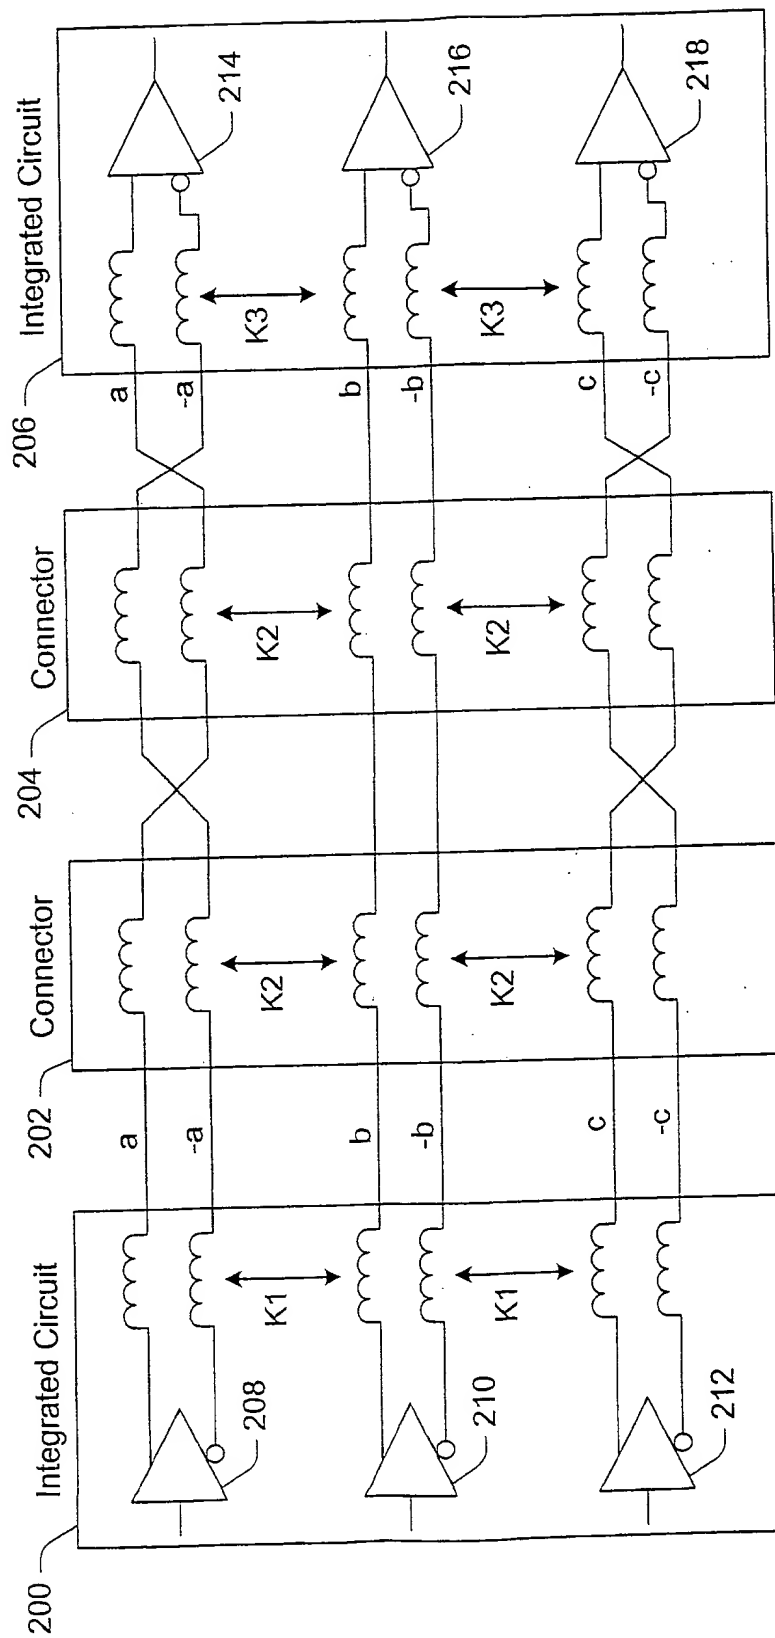 200
Integrated Circuit
202
Connector
204
Connector
206
Integrated Circuit
208
K1
a
-a
K2
K2
a
-a
K3
214
210
K1
b
-b
K2
K2
b
-b
K3
216
212
c
-c
c
-c
218